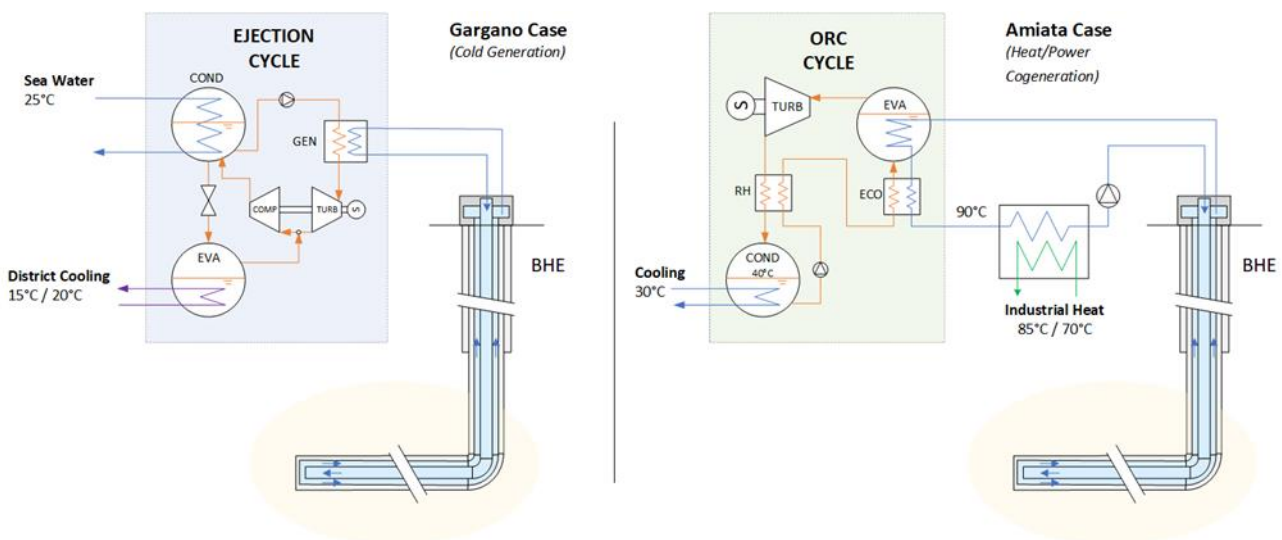 EJECTION
CYCLE
Gargano Case
(Cold Generation)
COND
Sea Water
25°C
GEN
COMP
TURB
S
EVA
District Cooling
15°C / 20°C
BHE
ORC
CYCLE
Amiata Case
(Heat/Power
Cogeneration)
S
TURB
EVA
RH
ECO
90°C
COND
40°C
Cooling
30°C
Industrial Heat
85°C / 70°C
BHE